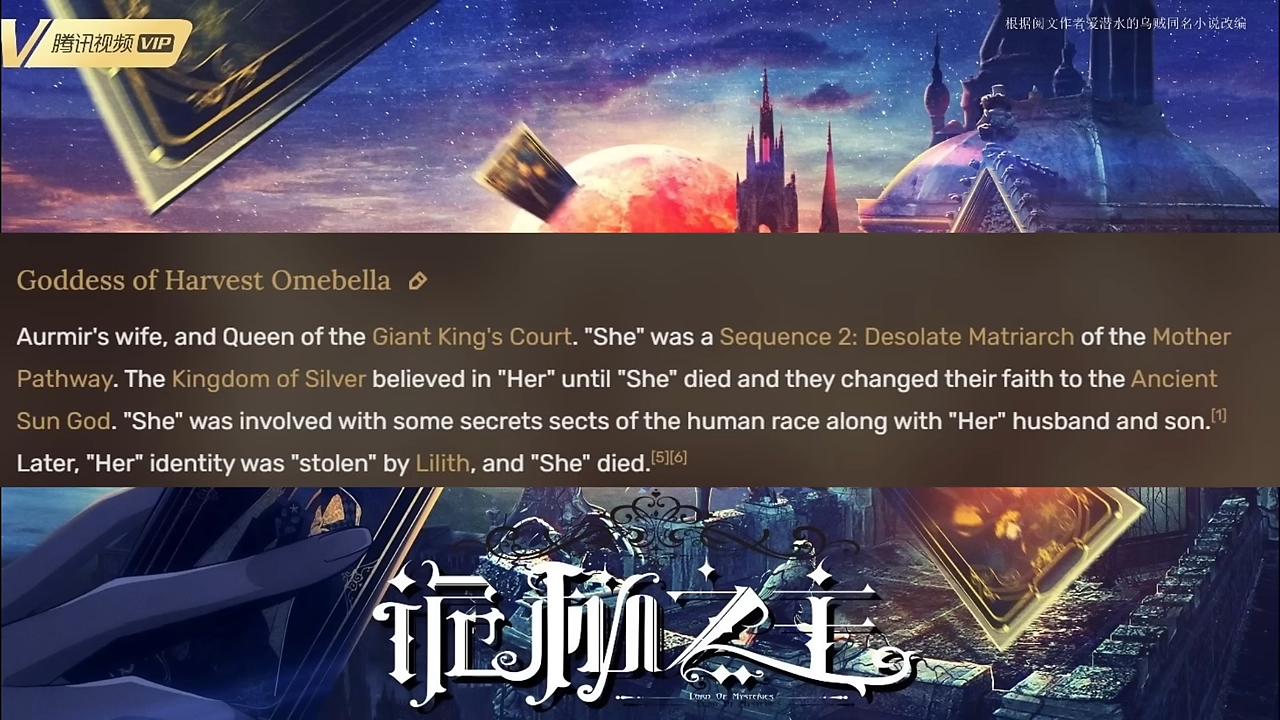 腾讯视频 VIP
根据阅文作者爱潜水的乌贼同名小说改编
Goddess of Harvest Omebella
Aurmir's wife, and Queen of the Giant King's Court. "She" was a Sequence 2: Desolate Matriarch of the Mother
Pathway. The Kingdom of Silver believed in "Her" until "She" died and they changed their faith to the Ancient
Sun God. "She" was involved with some secrets sects of the human race along with "Her" husband and son.[1]
Later, "Her" identity was "stolen" by Lilith, and "She" died.[5][6]
诡秘之主
LORD OF MYSTERIES